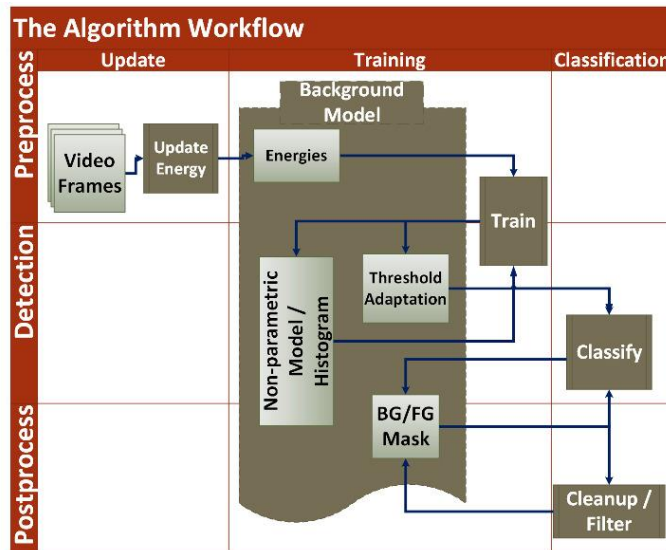 The Algorithm Workflow
Update
Training
Classification
Preprocess
Detection
Postprocess
Background
Model
Video
Frames
Update
Energy
Energies
Train
Non-parametric
Model /
Histogram
Threshold
Adaptation
Classify
BG/FG
Mask
Cleanup /
Filter